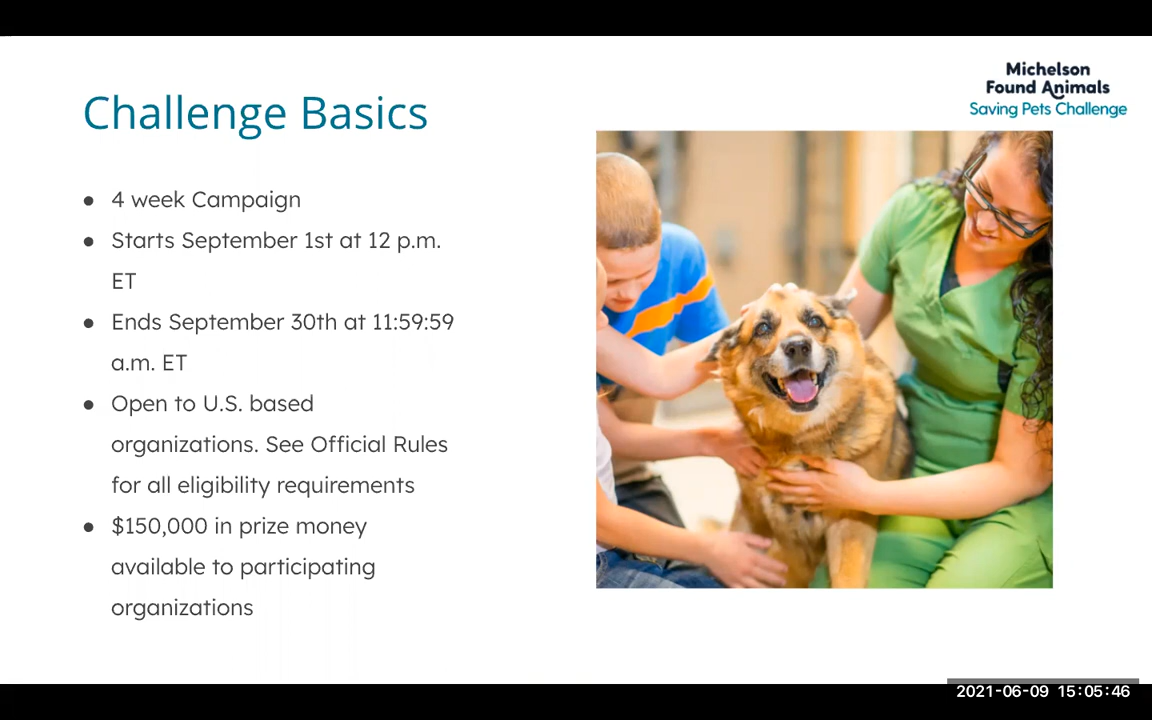 Michelson
Found Animals
Saving Pets Challenge
Challenge Basics
● 4 week Campaign
● Starts September 1st at 12 p.m.
ET
● Ends September 30th at 11:59:59
a.m. ET
● Open to U.S. based
organizations. See Official Rules
for all eligibility requirements
● $150,000 in prize money
available to participating
organizations
2021-06-09 15:05:46